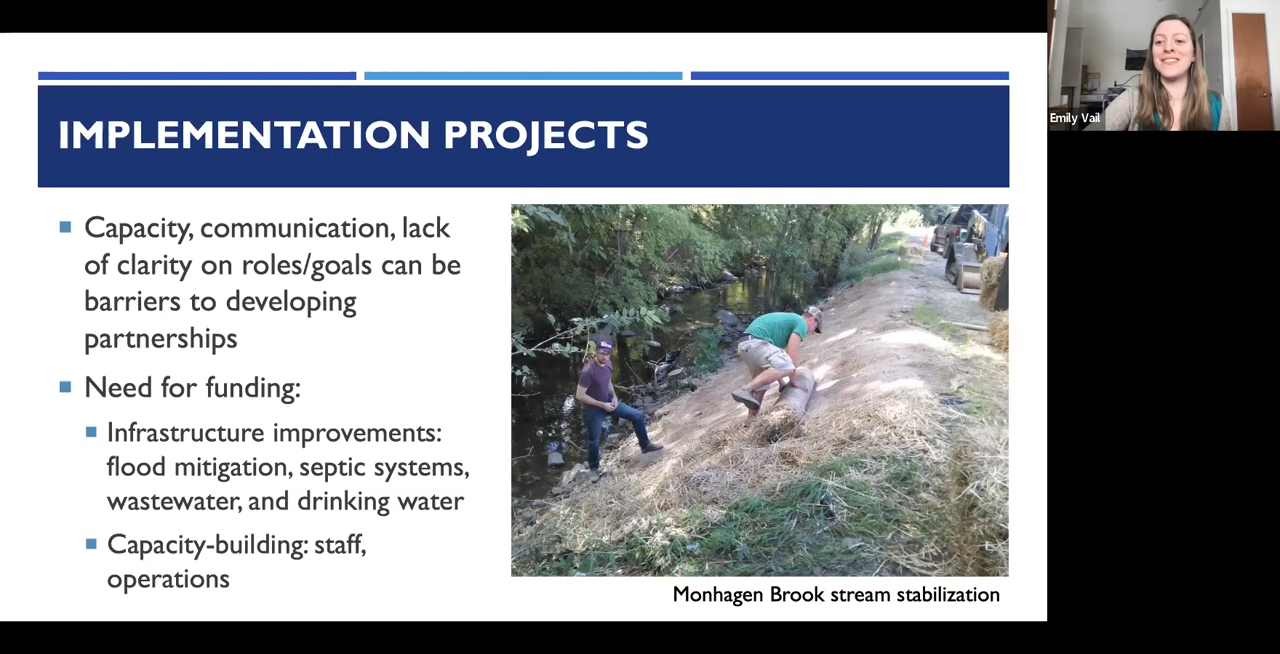 IMPLEMENTATION PROJECTS
Capacity, communication, lack
of clarity on roles/goals can be
barriers to developing
partnerships
Need for funding:
Infrastructure improvements:
flood mitigation, septic systems,
wastewater, and drinking water
Capacity-building: staff,
operations
Monhagen Brook stream stabilization
Emily Vail